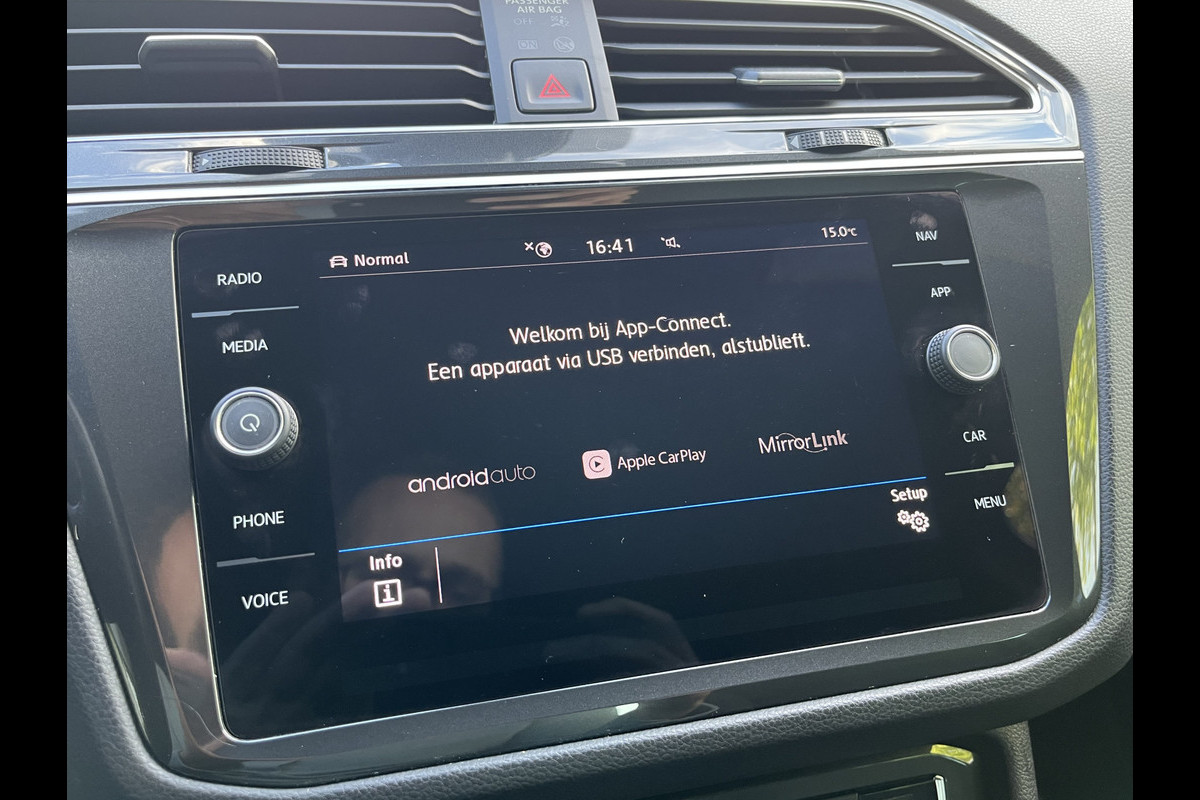 PASSENGER
AIR BAG
OFF
ON
RADIO
MEDIA
PHONE
VOICE
Normal
16:41
15.0°C
Welkom bij App-Connect.
Een apparaat via USB verbinden, alstublieft.
androidauto
Apple CarPlay
MirrorLink
Info
Setup
NAV
APP
CAR
MENU